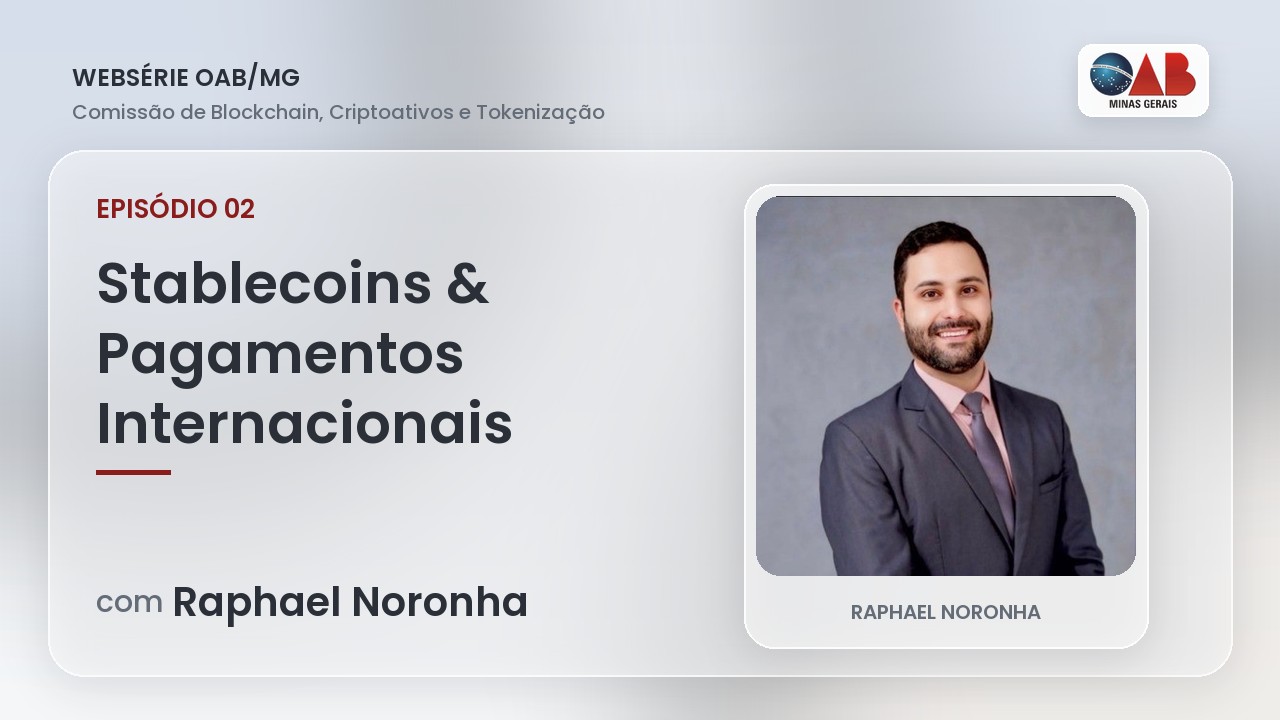 WEBSÉRIE OAB/MG
Comissão de Blockchain, Criptoativos e Tokenização
OAB
MINAS GERAIS
EPISÓDIO 02
Stablecoins &
Pagamentos
Internacionais
com Raphael Noronha
RAPHAEL NORONHA